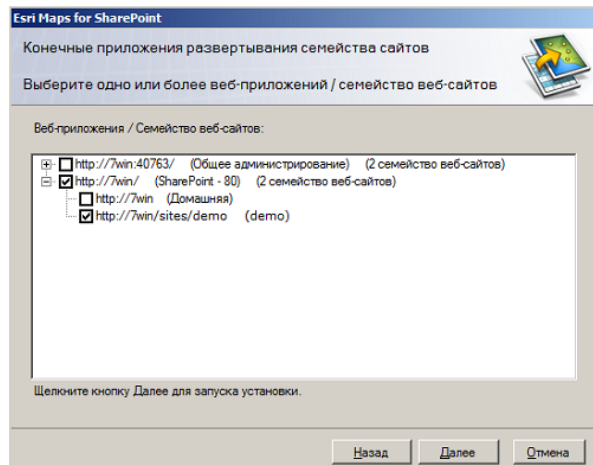 Esri Maps for SharePoint
Конечные приложения развертывания семейства сайтов
Выберите одно или более веб-приложений / семейство веб-сайтов
Веб-приложения / Семейство веб-сайтов:
http://7win:40763/ (Общее администрирование) (2 семейство веб-сайтов)
http://7win/ (SharePoint - 80) (2 семейство веб-сайтов)
http://7win (Домашняя)
http://7win/sites/demo (demo)
Щелкните кнопку Далее для запуска установки.
Назад Далее Отмена